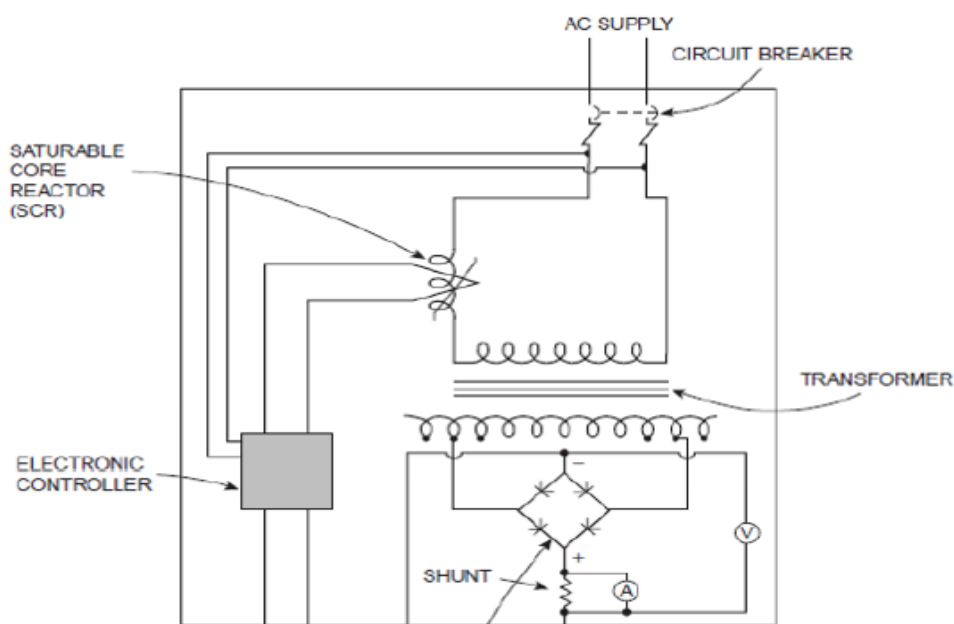 AC SUPPLY
CIRCUIT BREAKER
SATURABLE
CORE
REACTOR
(SCR)
TRANSFORMER
ELECTRONIC
CONTROLLER
−
V
+
SHUNT
A